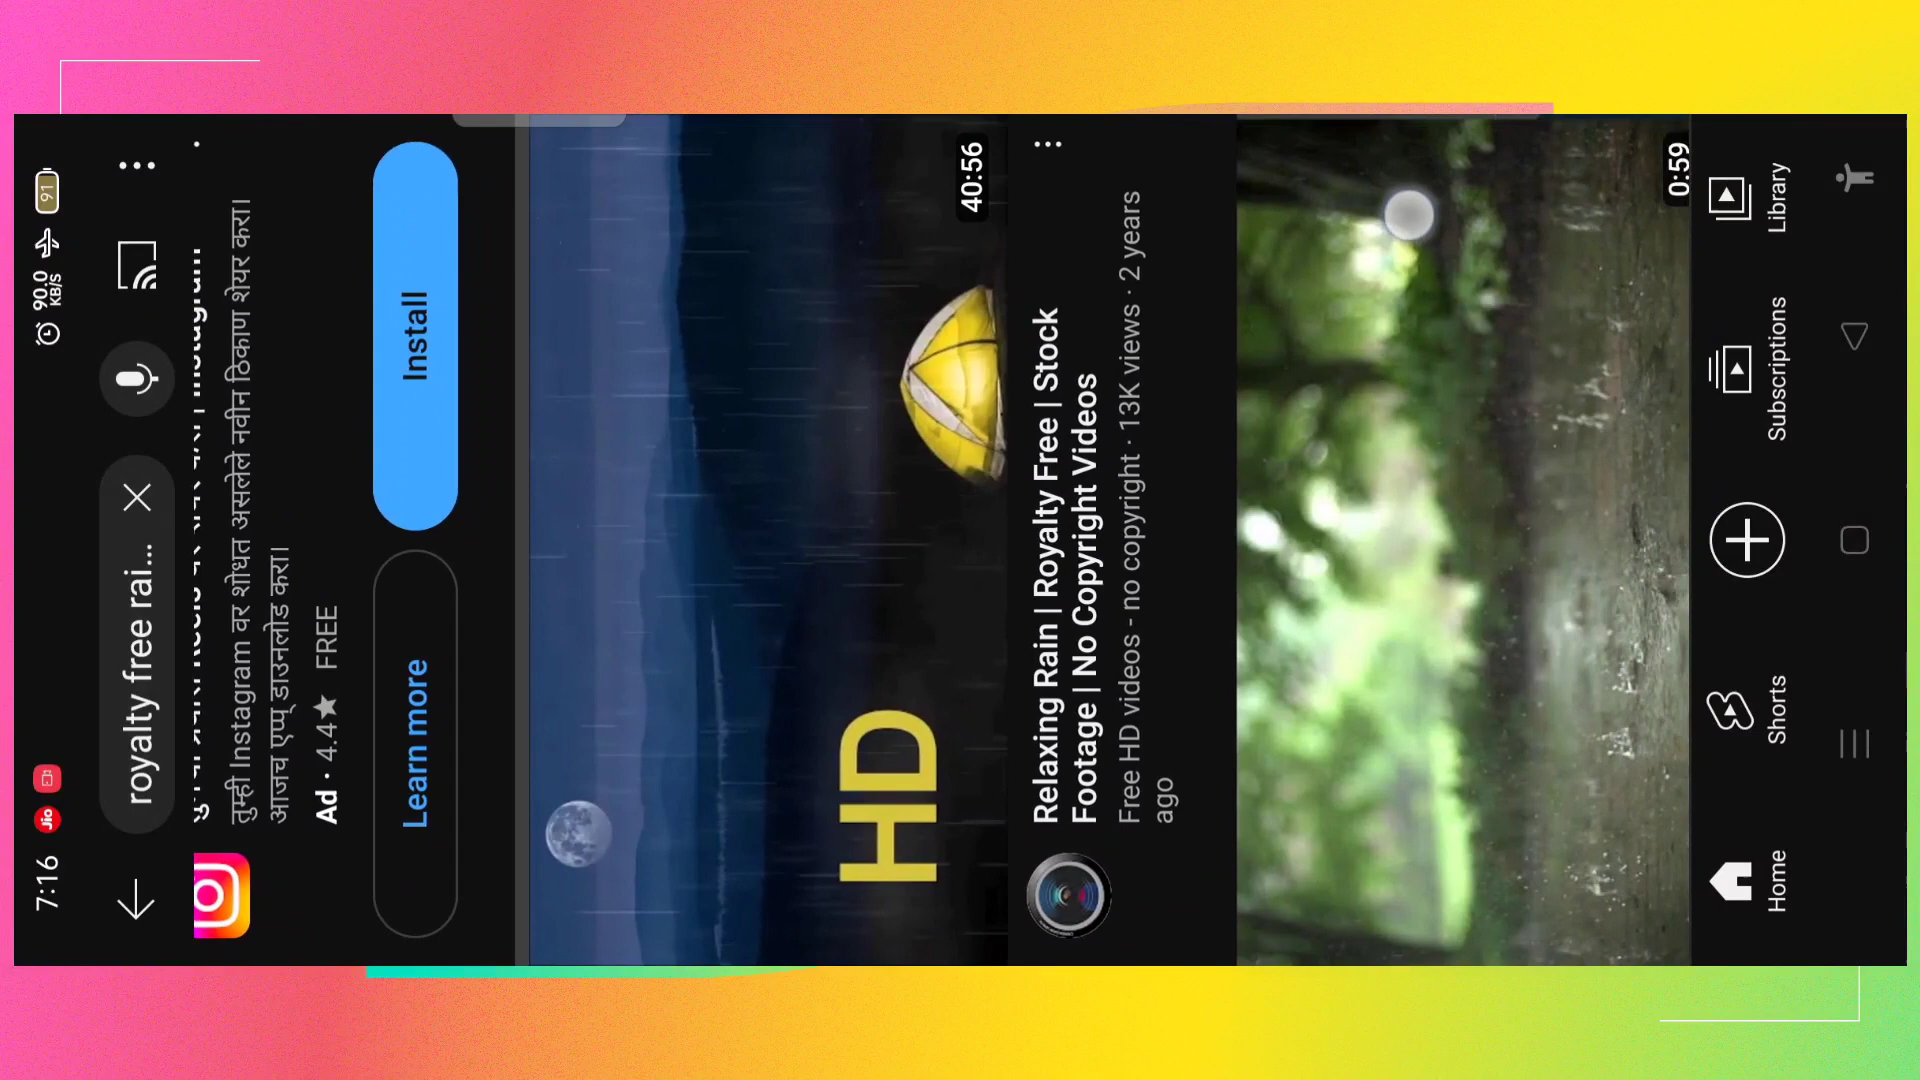 7:16 Jio 90.0 KB/S 91
royalty free rai...
तुम्ही Instagram वर शोधत असलेले नवीन ठिकाण शेयर करा।
आजच एप् डाउनलोड करा।
Ad · 4.4★ FREE
Learn more Install
HD
40:56
Relaxing Rain | Royalty Free | Stock
Footage | No Copyright Videos
Free HD videos - no copyright · 13K views · 2 years
ago
0:59
Home Shorts Subscriptions Library